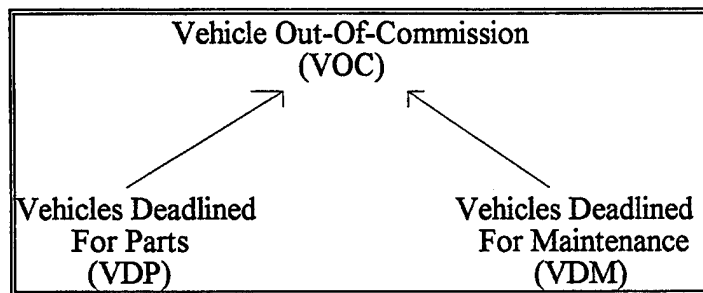 Vehicle Out-Of-Commission
(VOC)
Vehicles Deadlined
For Parts
(VDP)
Vehicles Deadlined
For Maintenance
(VDM)